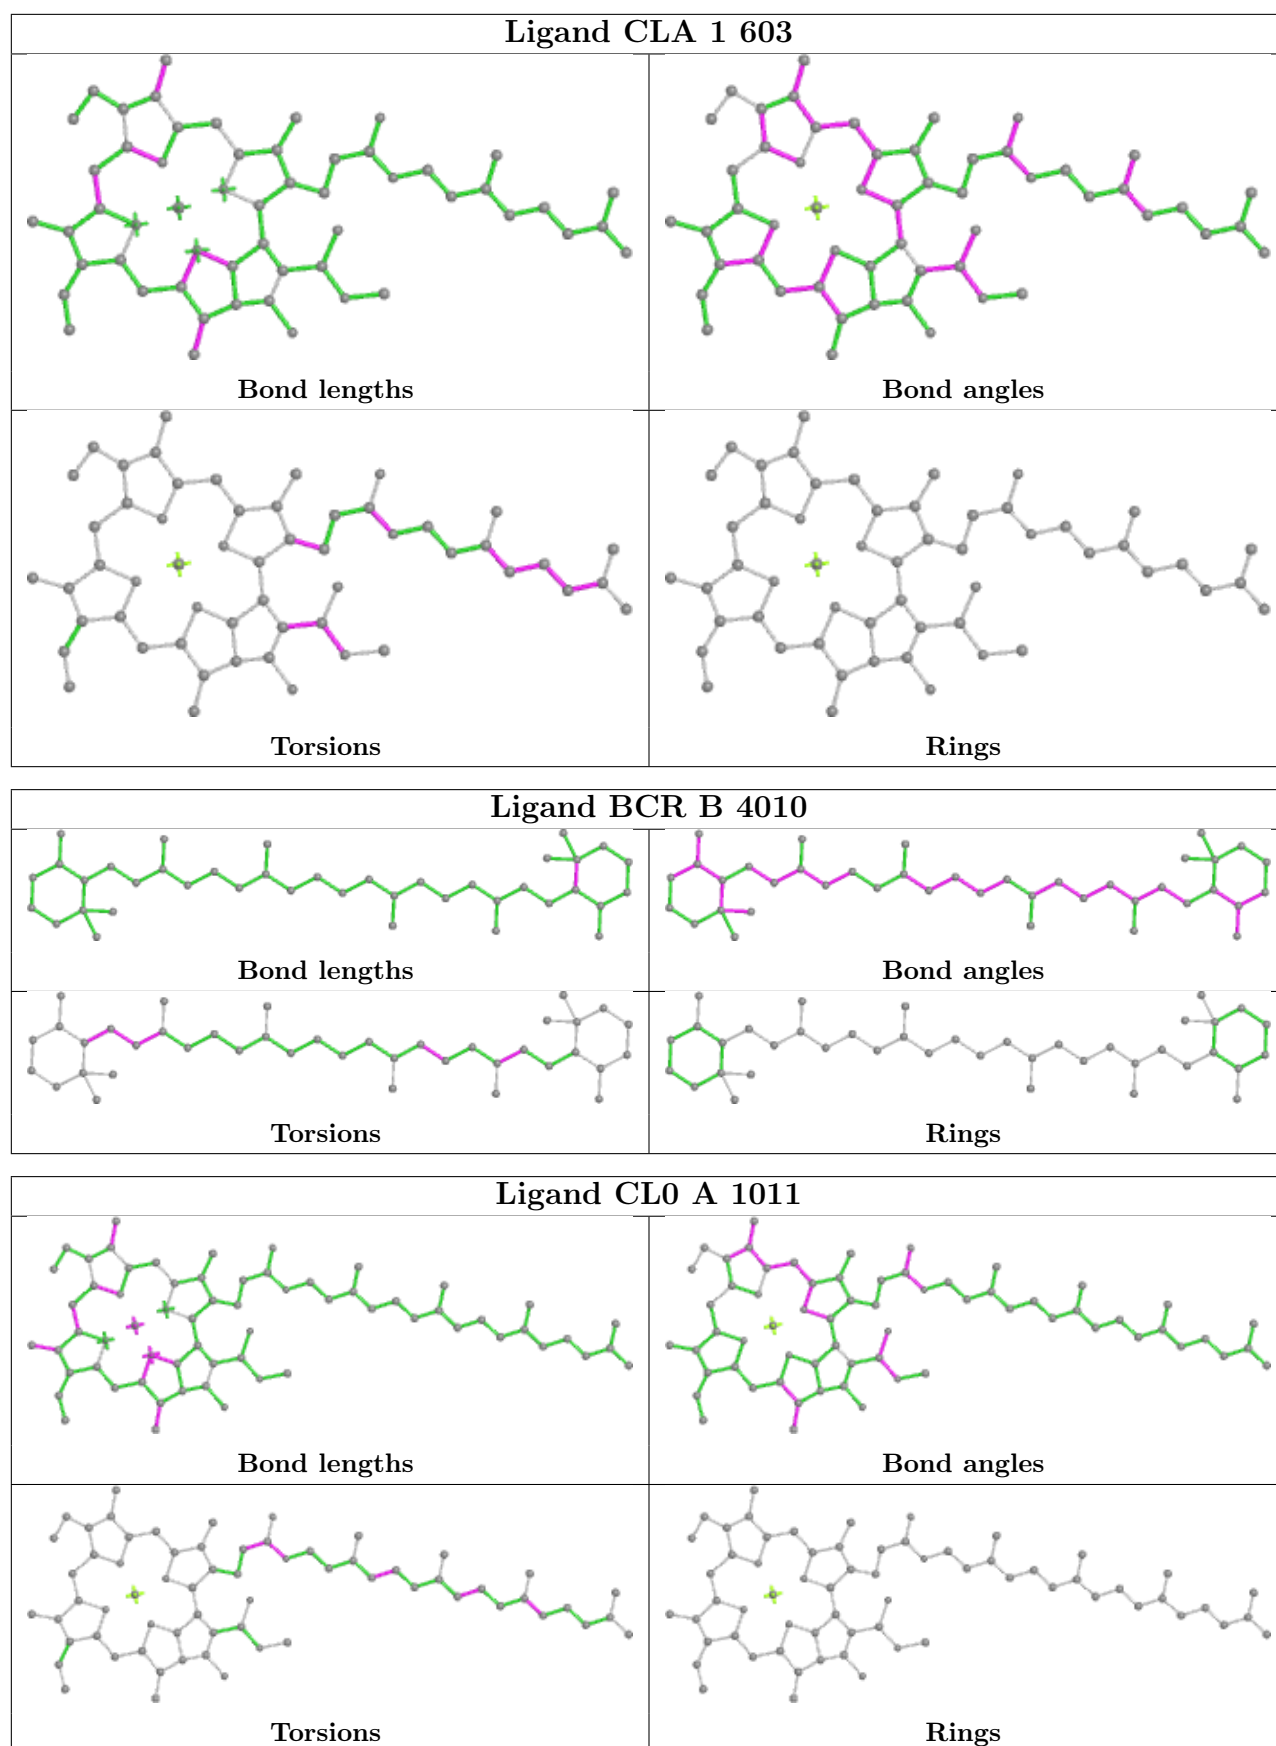 Ligand CLA 1 603
Bond lengths
Bond angles
Torsions
Rings
Ligand BCR B 4010
Bond lengths
Bond angles
Torsions
Rings
Ligand CL0 A 1011
Bond lengths
Bond angles
Torsions
Rings